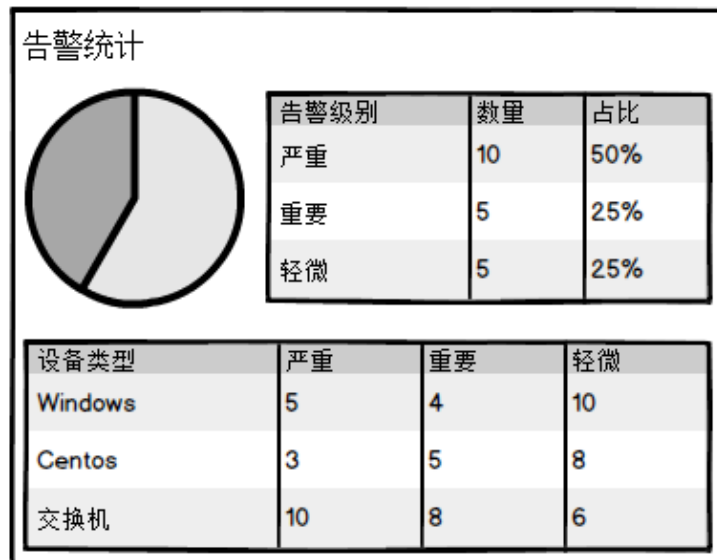 告警统计
告警级别 数量 占比
严重 10 50%
重要 5 25%
轻微 5 25%
设备类型 严重 重要 轻微
Windows 5 4 10
Centos 3 5 8
交换机 10 8 6